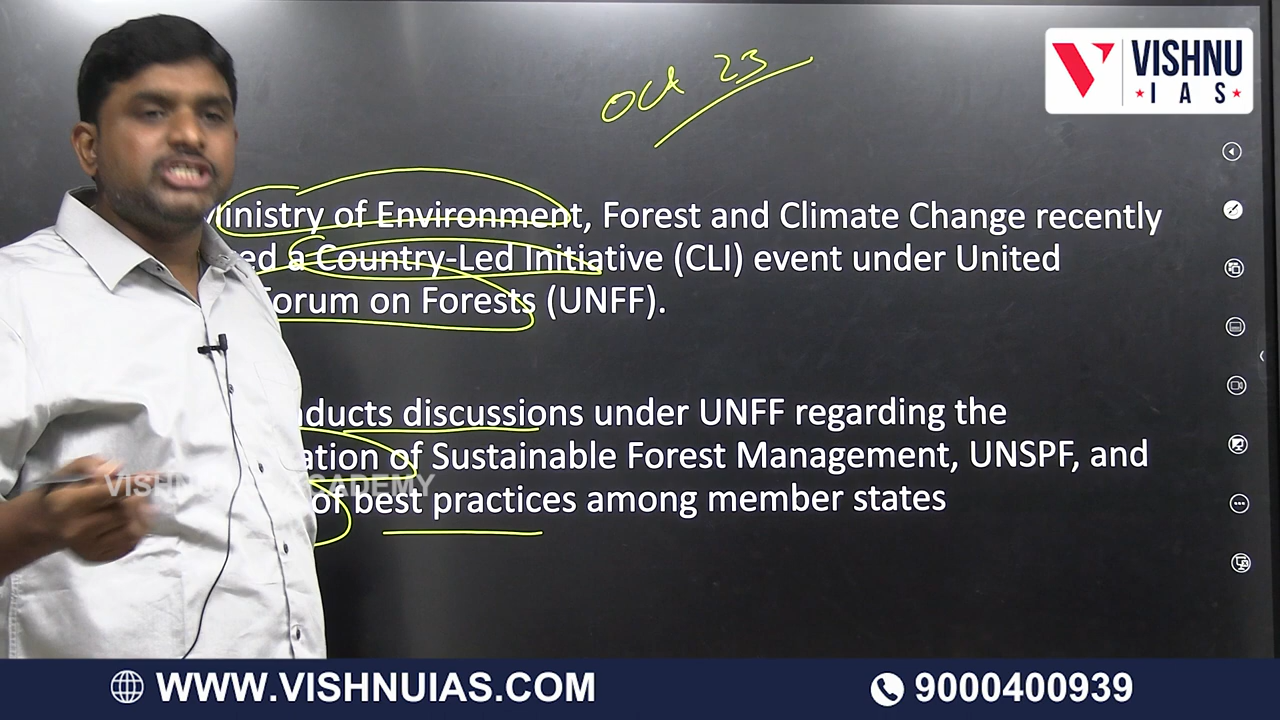 Oct 23
VISHNU
IAS
Ministry of Environment, Forest and Climate Change recently
a Country-Led Initiative (CLI) event under United
Forum on Forests (UNFF).
discussions under UNFF regarding the
of Sustainable Forest Management, UNSPF, and
of best practices among member states
VISHNU ACADEMY
WWW.VISHNUIAS.COM
9000400939